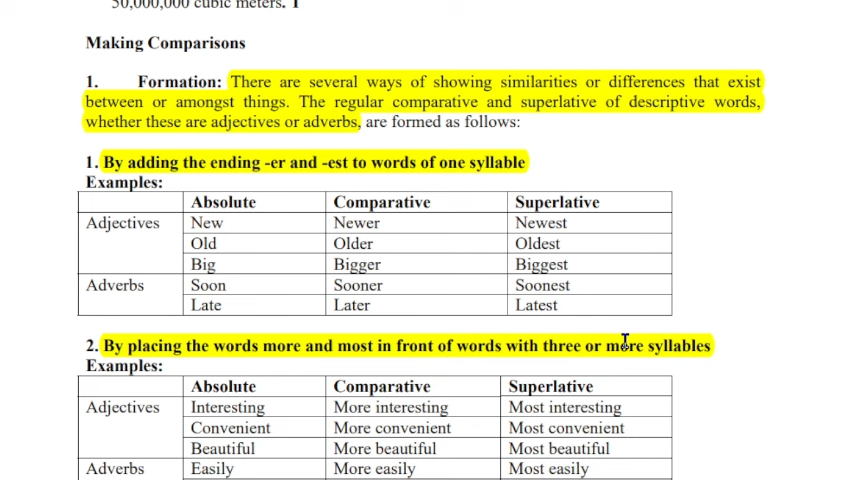 50,000,000 cubic meters. T
Making Comparisons
1. Formation: There are several ways of showing similarities or differences that exist
between or amongst things. The regular comparative and superlative of descriptive words,
whether these are adjectives or adverbs, are formed as follows:
1. By adding the ending -er and -est to words of one syllable
Examples:
Absolute Comparative Superlative
Adjectives New Newer Newest
Old Older Oldest
Big Bigger Biggest
Adverbs Soon Sooner Soonest
Late Later Latest
2. By placing the words more and most in front of words with three or more syllables
Examples:
Absolute Comparative Superlative
Adjectives Interesting More interesting Most interesting
Convenient More convenient Most convenient
Beautiful More beautiful Most beautiful
Adverbs Easily More easily Most easily